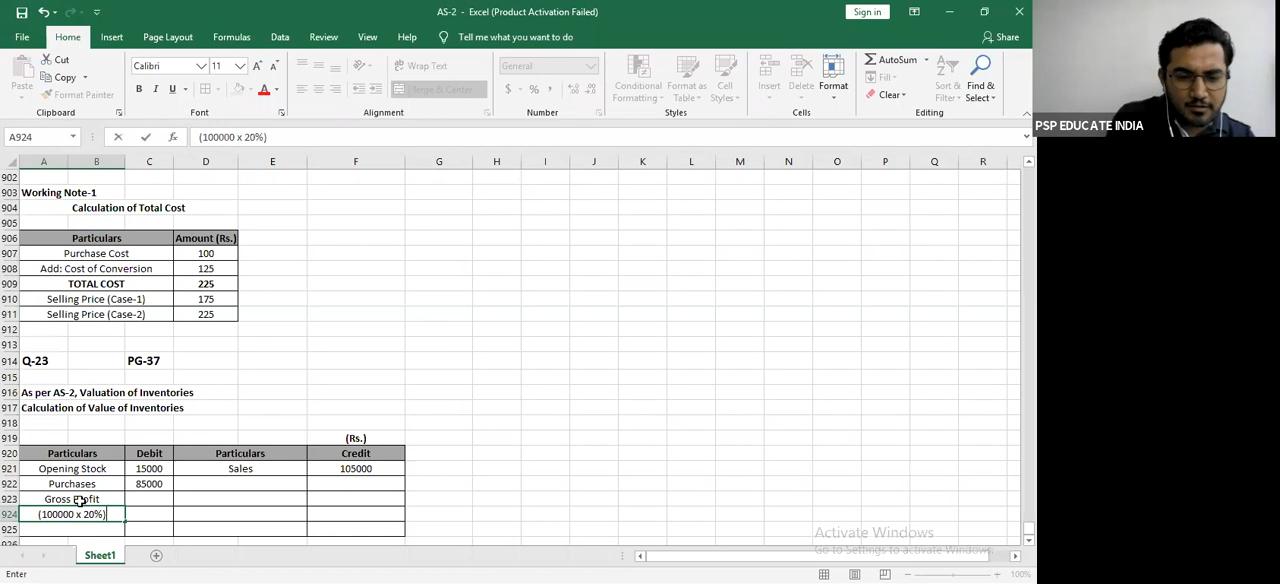 AS-2 - Excel (Product Activation Failed)
Sign in
File Home Insert Page Layout Formulas Data Review View Help Tell me what you want to do Share
Paste Cut Copy Format Painter
Calibri 11
B I U A
Wrap Text
Merge & Center
General
Conditional Formatting Format as Table Cell Styles
Insert Delete Format
AutoSum Fill Clear
Sort & Filter Find & Select
Clipboard Font Alignment Number Styles Cells Editing
PSP EDUCATE INDIA
A924 (100000 x 20%)
A B C D E F G H I J K L M N O P Q R
902
903 Working Note-1
904 Calculation of Total Cost
905
906 Particulars Amount (Rs.)
907 Purchase Cost 100
908 Add: Cost of Conversion 125
909 TOTAL COST 225
910 Selling Price (Case-1) 175
911 Selling Price (Case-2) 225
912
913
914 Q-23 PG-37
915
916 As per AS-2, Valuation of Inventories
917 Calculation of Value of Inventories
918
919 (Rs.)
920 Particulars Debit Particulars Credit
921 Opening Stock 15000 Sales 105000
922 Purchases 85000
923 Gross Profit
924 (100000 x 20%)
925
Activate Windows
Go to Settings to activate Windows.
Sheet1
Enter 100%